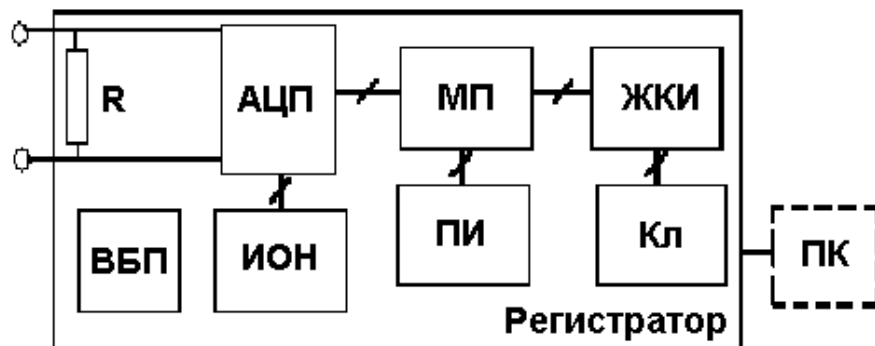 R
АЦП
МП
ЖКИ
ВБП
ИОН
ПИ
Кл
ПК
Регистратор